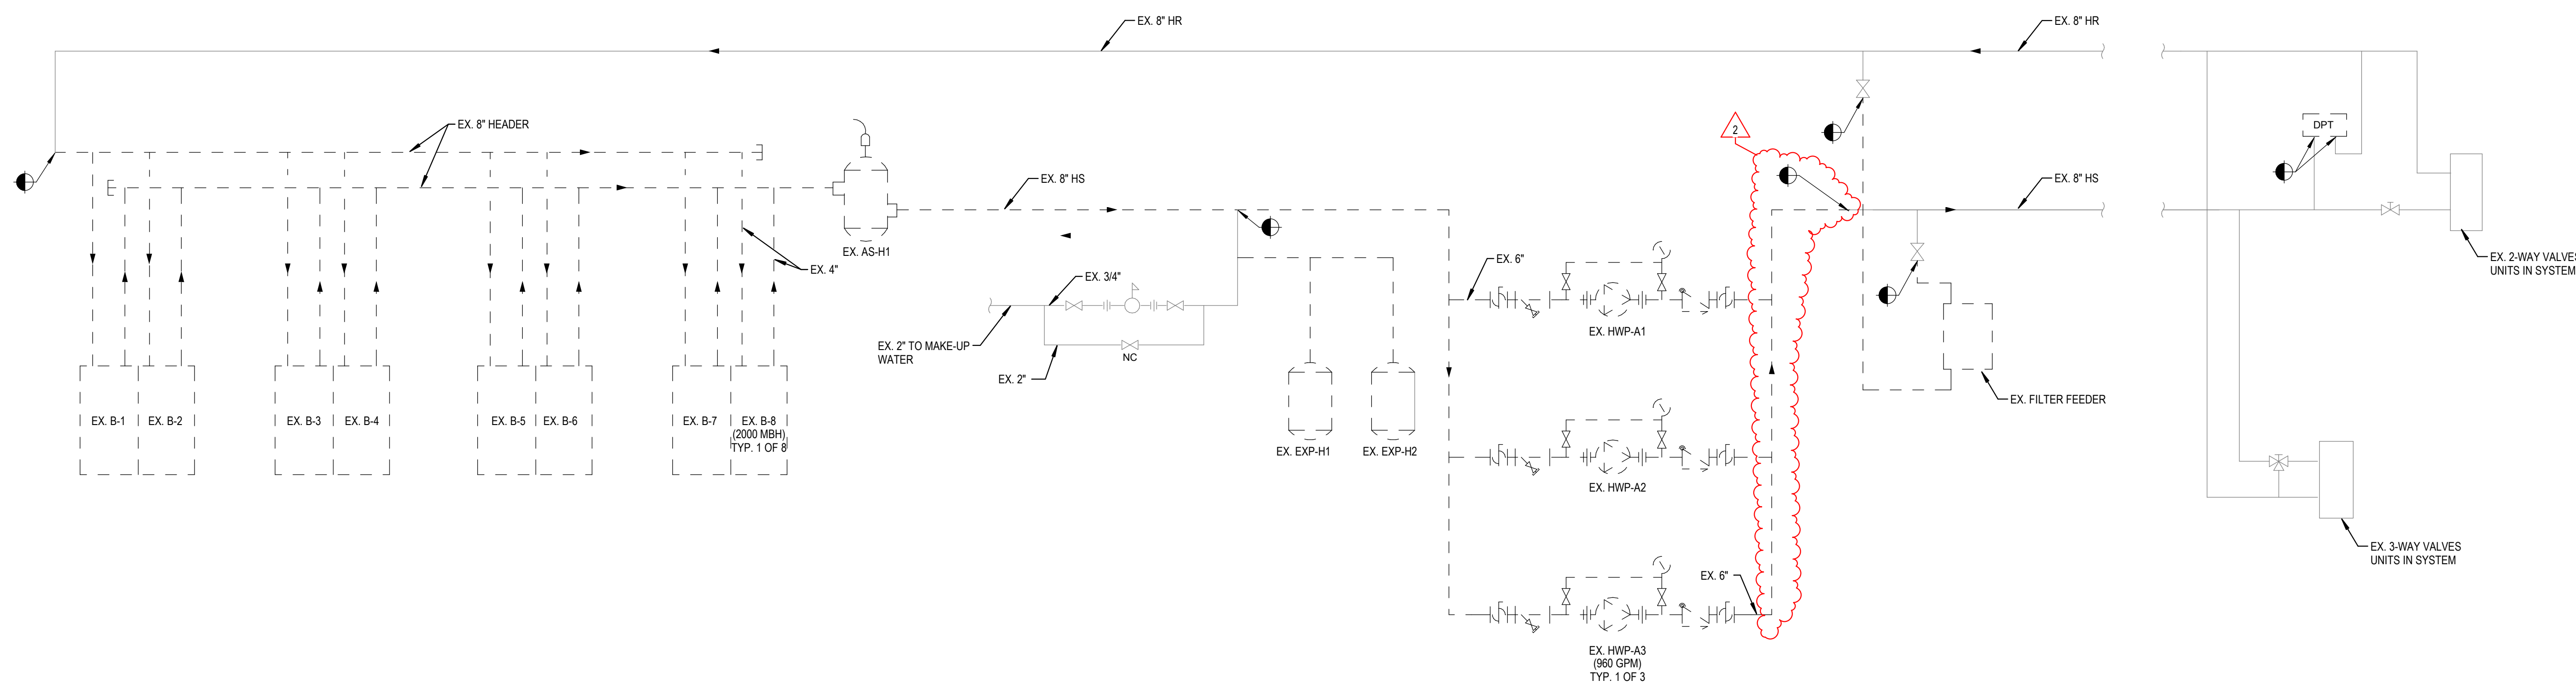 EX. 8" HR
EX. 8" HR
EX. 8" HEADER
2
DPT
EX. 8" HS
EX. 8" HS
EX. AS-H1
EX. 4"
EX. 3/4"
EX. 6"
EX. 2-WAY VALVES
UNITS IN SYSTEM
EX. 2" TO MAKE-UP
WATER
NC
EX. 2"
EX. HWP-A1
EX. FILTER FEEDER
EX. B-1
EX. B-2
EX. B-3
EX. B-4
EX. B-5
EX. B-6
EX. B-7
EX. B-8
(2000 MBH)
TYP. 1 OF 8
EX. EXP-H1
EX. EXP-H2
EX. HWP-A2
EX. 3-WAY VALVES
UNITS IN SYSTEM
EX. 6"
EX. HWP-A3
(960 GPM)
TYP. 1 OF 3